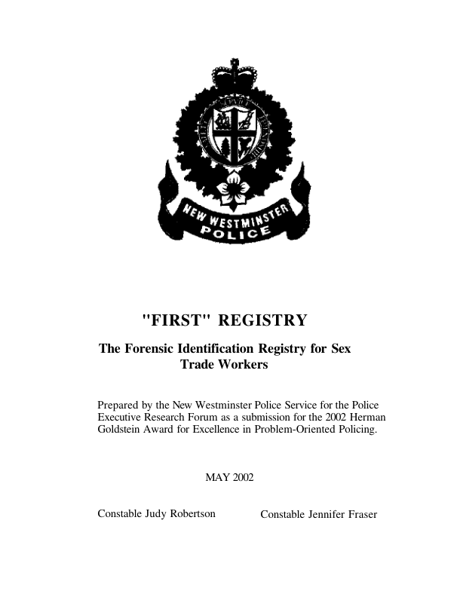 NEW WESTMINSTER
POLICE
"FIRST" REGISTRY
The Forensic Identification Registry for Sex
Trade Workers
Prepared by the New Westminster Police Service for the Police
Executive Research Forum as a submission for the 2002 Herman
Goldstein Award for Excellence in Problem-Oriented Policing.
MAY 2002
Constable Judy Robertson Constable Jennifer Fraser